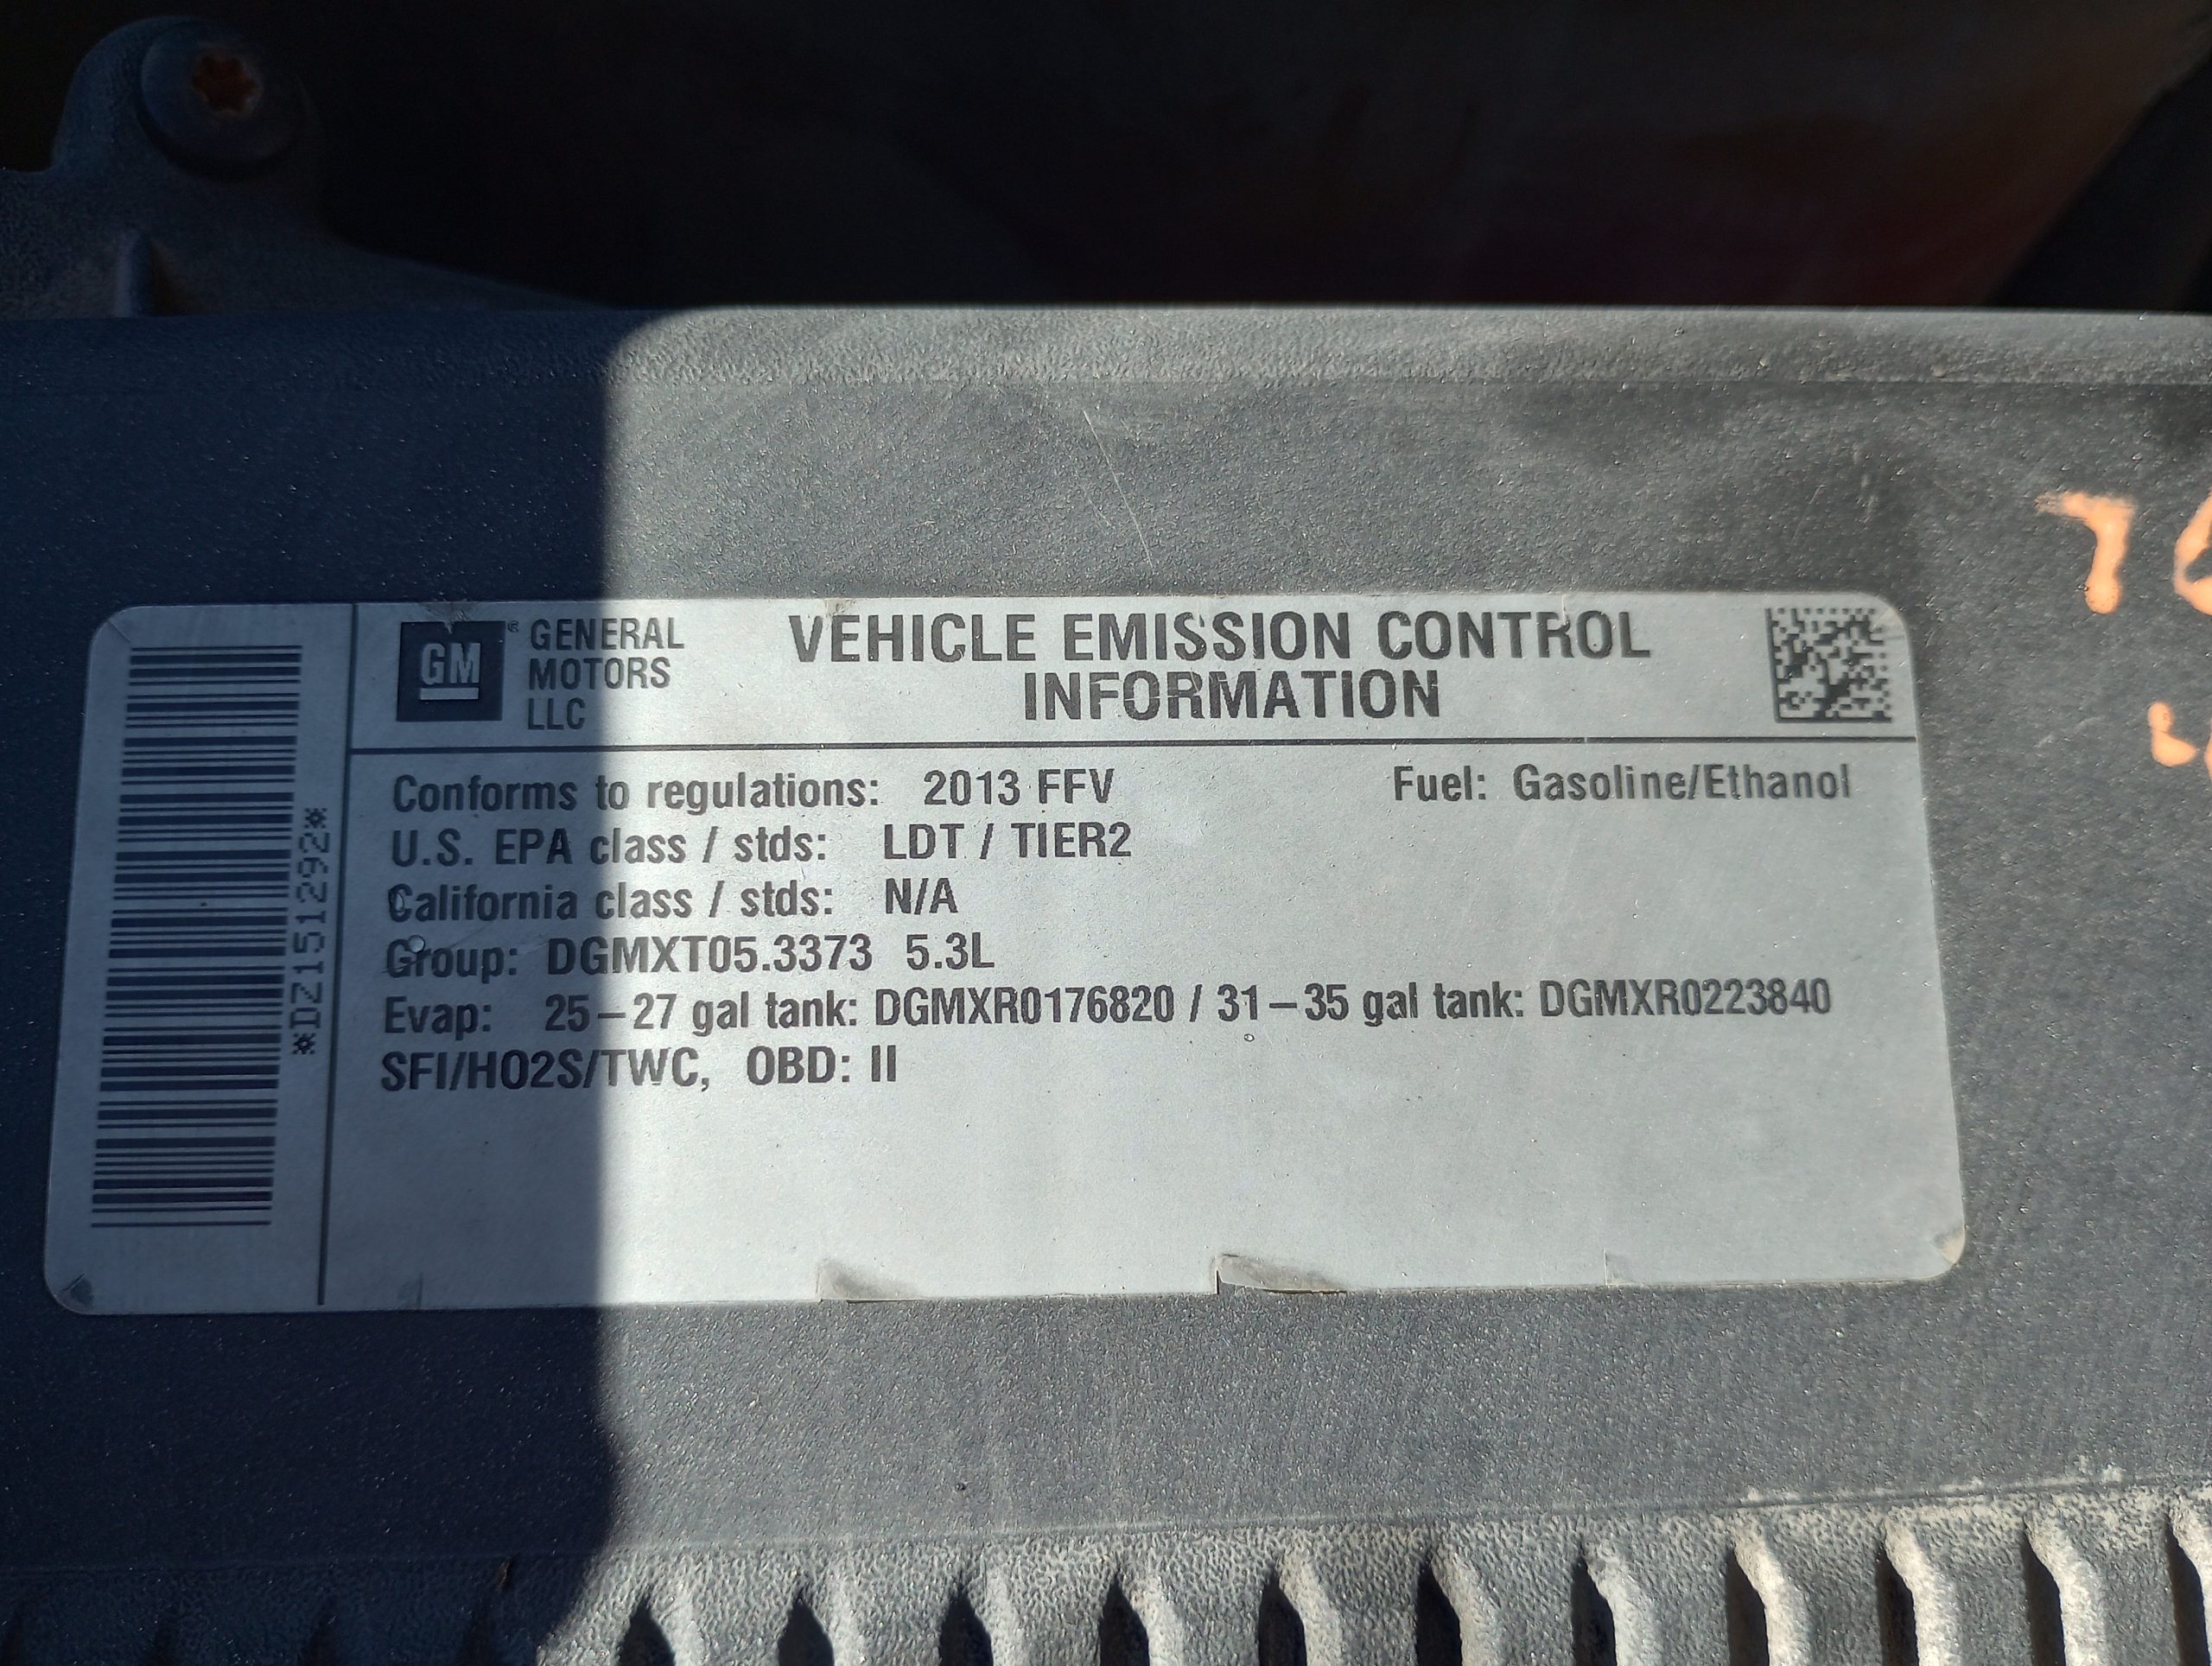 GM® GENERAL
MOTORS
LLC
VEHICLE EMISSION CONTROL
INFORMATION
*DZ151292*
Conforms to regulations: 2013 FFV Fuel: Gasoline/Ethanol
U.S. EPA class / stds: LDT / TIER2
California class / stds: N/A
Group: DGMXT05.3373 5.3L
Evap: 25–27 gal tank: DGMXR0176820 / 31–35 gal tank: DGMXR0223840
SFI/HO2S/TWC, OBD: II